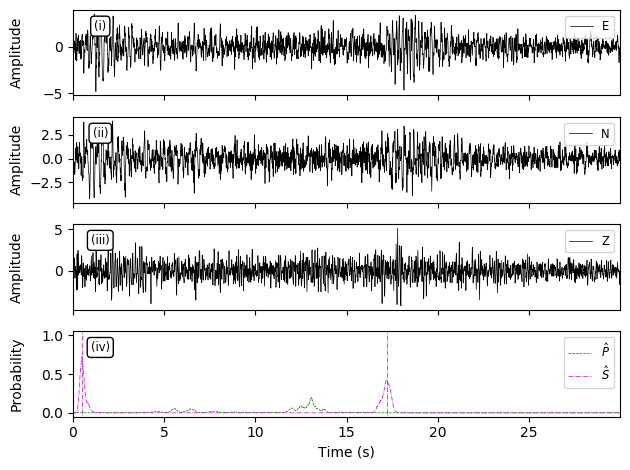 (i)
E
Amplitude
0
−5
(ii)
N
Amplitude
2.5
0.0
−2.5
(iii)
Z
Amplitude
5
0
(iv)
P̂
Ŝ
Probability
1.0
0.5
0.0
0 5 10 15 20 25
Time (s)